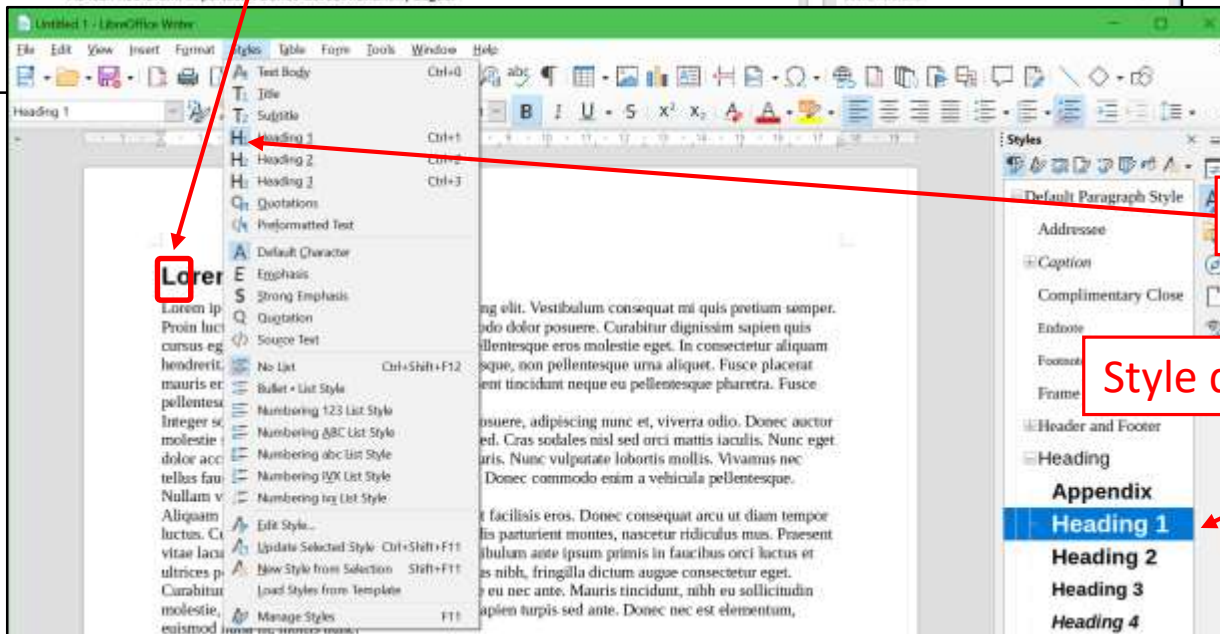 Untitled 1 - LibreOffice Writer
File Edit View Insert Format Styles Table Form Tools Window Help
Heading 1
Text Body Ctrl+0
Title
Subtitle
Heading 1 Ctrl+1
Heading 2 Ctrl+2
Heading 3 Ctrl+3
Quotations
Preformatted Text
Default Character
Emphasis
Strong Emphasis
Quotation
Source Text
No List Ctrl+Shift+F12
Bullet • List Style
Numbering 123 List Style
Numbering ABC List Style
Numbering abc List Style
Numbering IVX List Style
Numbering ivx List Style
Edit Style...
Update Selected Style Ctrl+Shift+F11
New Style from Selection Shift+F11
Load Styles from Template
Manage Styles F11
Lorem
Lorem ip ng elit. Vestibulum consequat mi quis pretium semper.
Proin luct odo dolor posuere. Curabitur dignissim sapien quis
cursus eg llentesque eros molestie eget. In consectetur aliquam
hendrerit. sque, non pellentesque urna aliquet. Fusce placerat
mauris er ent tincidunt neque eu pellentesque pharetra. Fusce
pellentes
Integer sc osuere, adipiscing nunc et, viverra odio. Donec auctor
molestie ed. Cras sodales nisl sed orci mattis iaculis. Nunc eget
dolor acc uris. Nunc vulputate lobortis mollis. Vivamus nec
tellus fau Donec commodo enim a vehicula pellentesque.
Nullam v
Aliquam t facilisis eros. Donec consequat arcu ut diam tempor
luctus. Cu lis parturient montes, nascetur ridiculus mus. Praesent
vitae lacu ibulum ante ipsum primis in faucibus orci luctus et
ultrices p as nibh, fringilla dictum augue consectetur eget.
Curabitur eu nec ante. Mauris tincidunt, nibh eu sollicitudin
molestie, apien turpis sed ante. Donec nec est elementum,
euismod
Styles
Default Paragraph Style
Addressee
Caption
Complimentary Close
Endnote
Footnote
Frame
Header and Footer
Heading
Appendix
Heading 1
Heading 2
Heading 3
Heading 4
Style